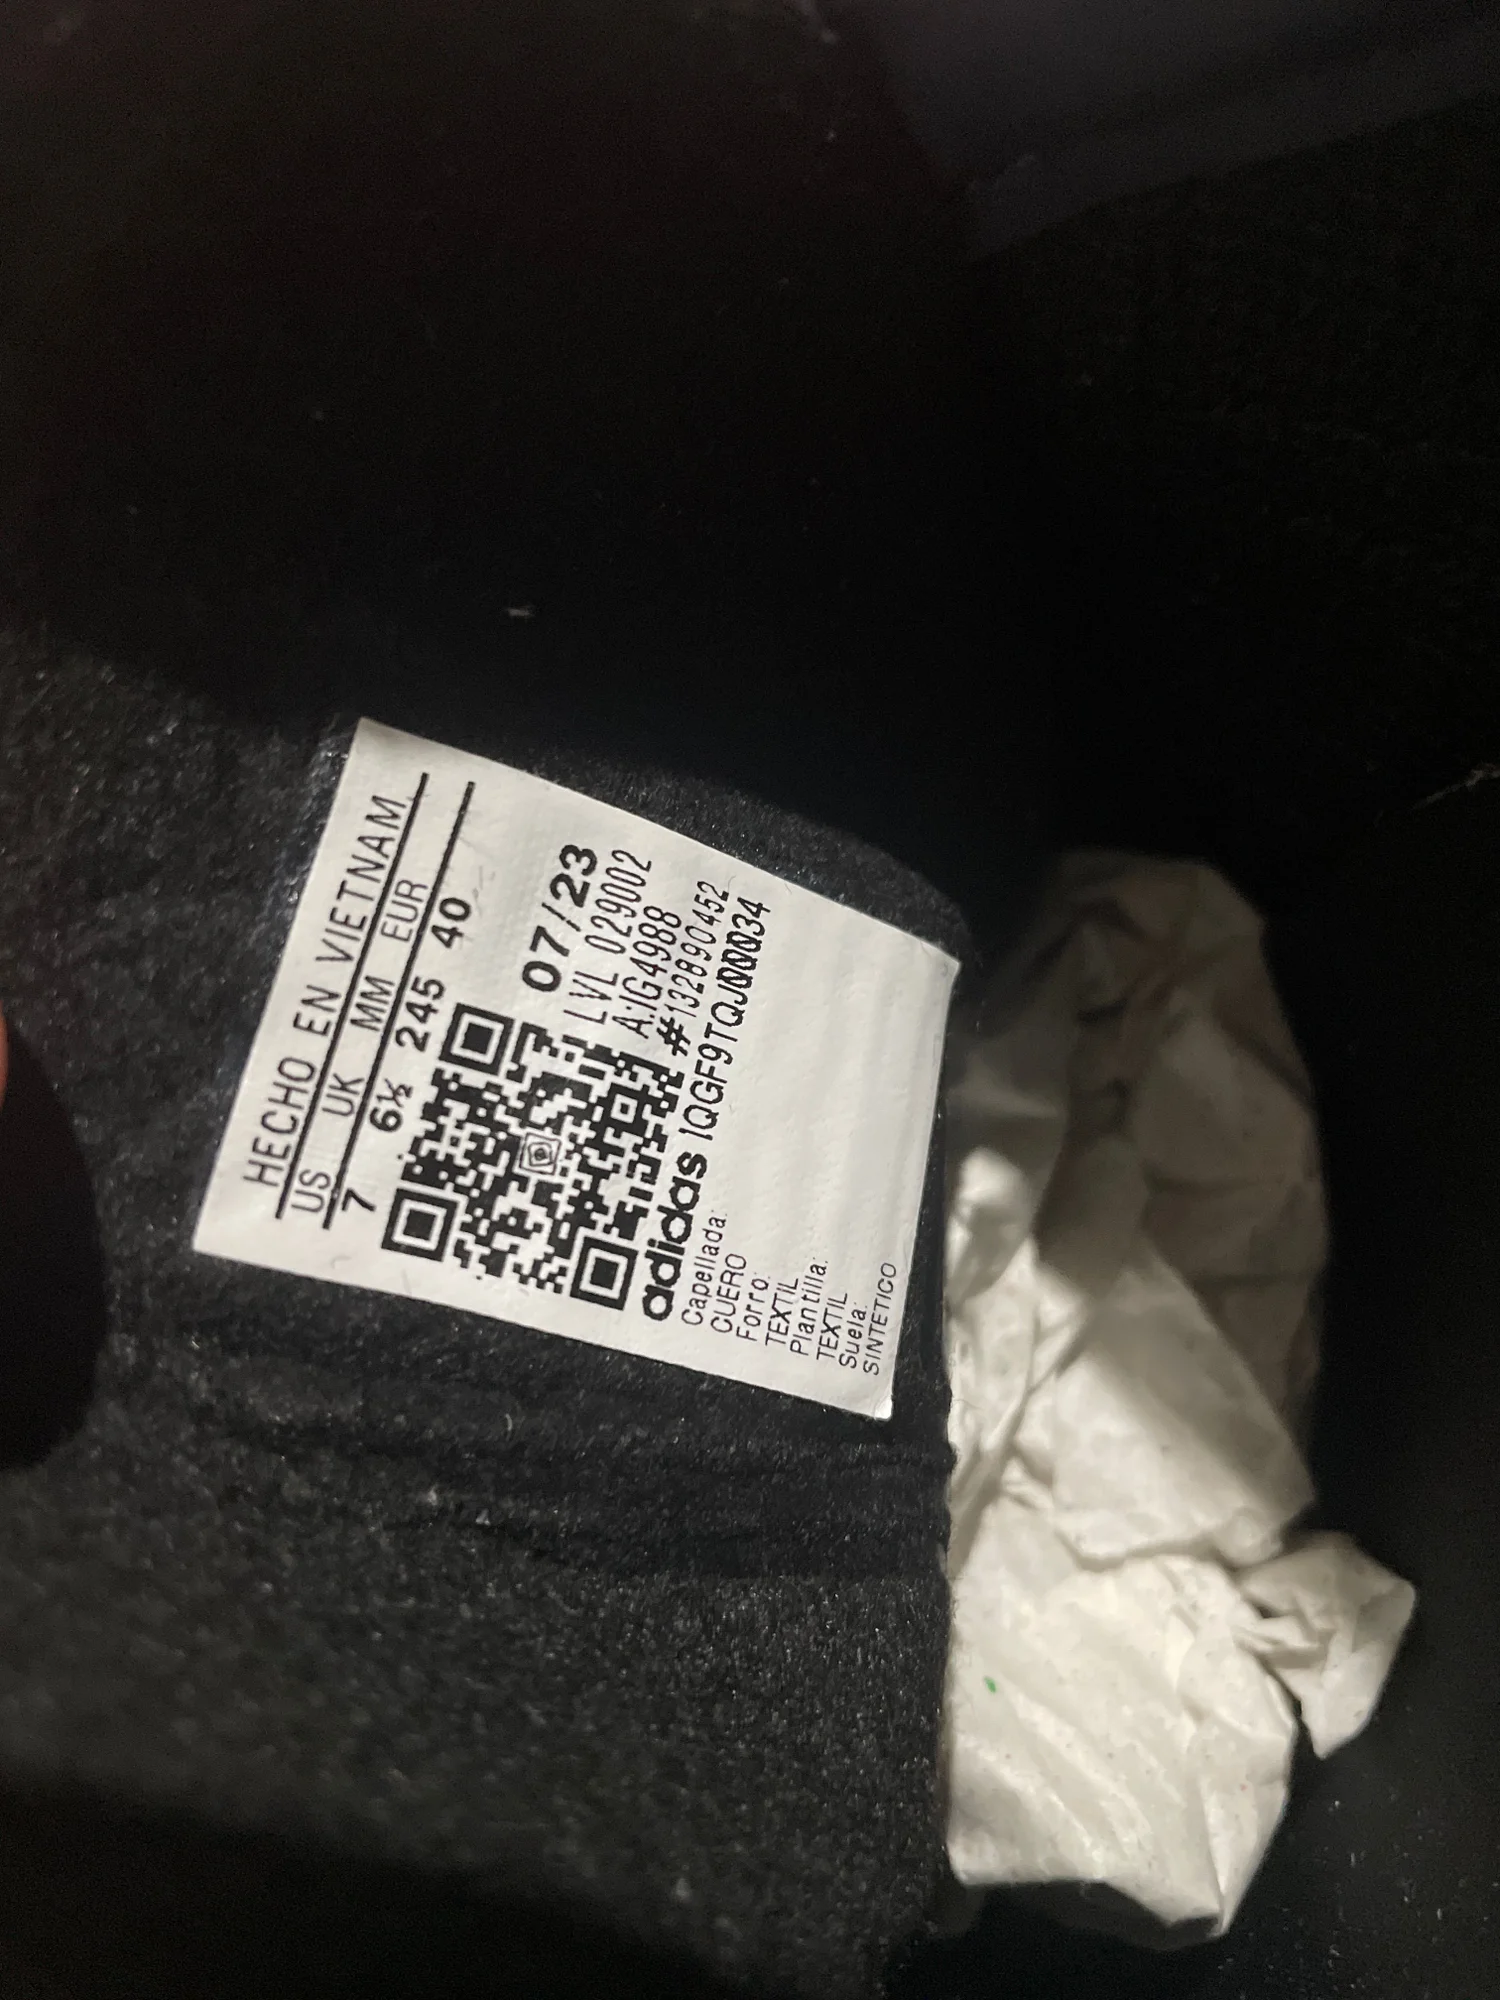 HECHO EN VIETNAM
US UK MM EUR
7 6½ 245 40
07/23
LVL 029002
A:IG4988
#132890452
adidas IQGF9TQJ00034
Capellada:
CUERO
Forro:
TEXTIL
Plantilla:
TEXTIL
Suela:
SINTETICO